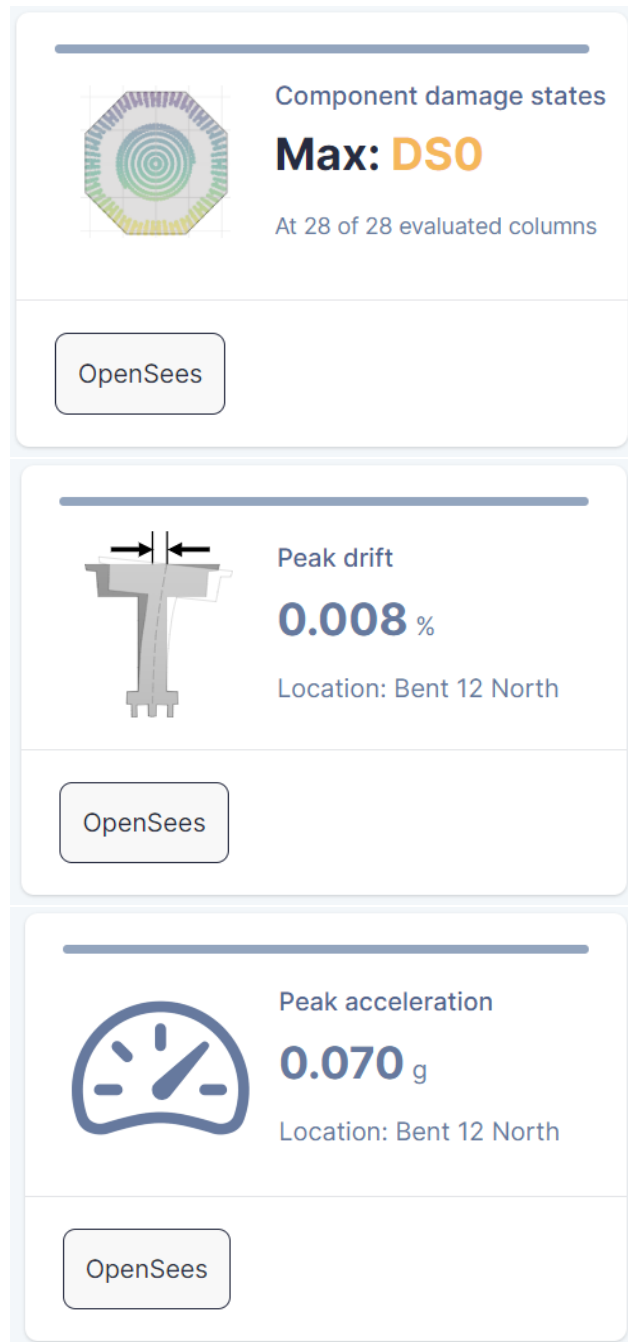 Component damage states
Max: DS0
At 28 of 28 evaluated columns
OpenSees
Peak drift
0.008 %
Location: Bent 12 North
OpenSees
Peak acceleration
0.070 g
Location: Bent 12 North
OpenSees